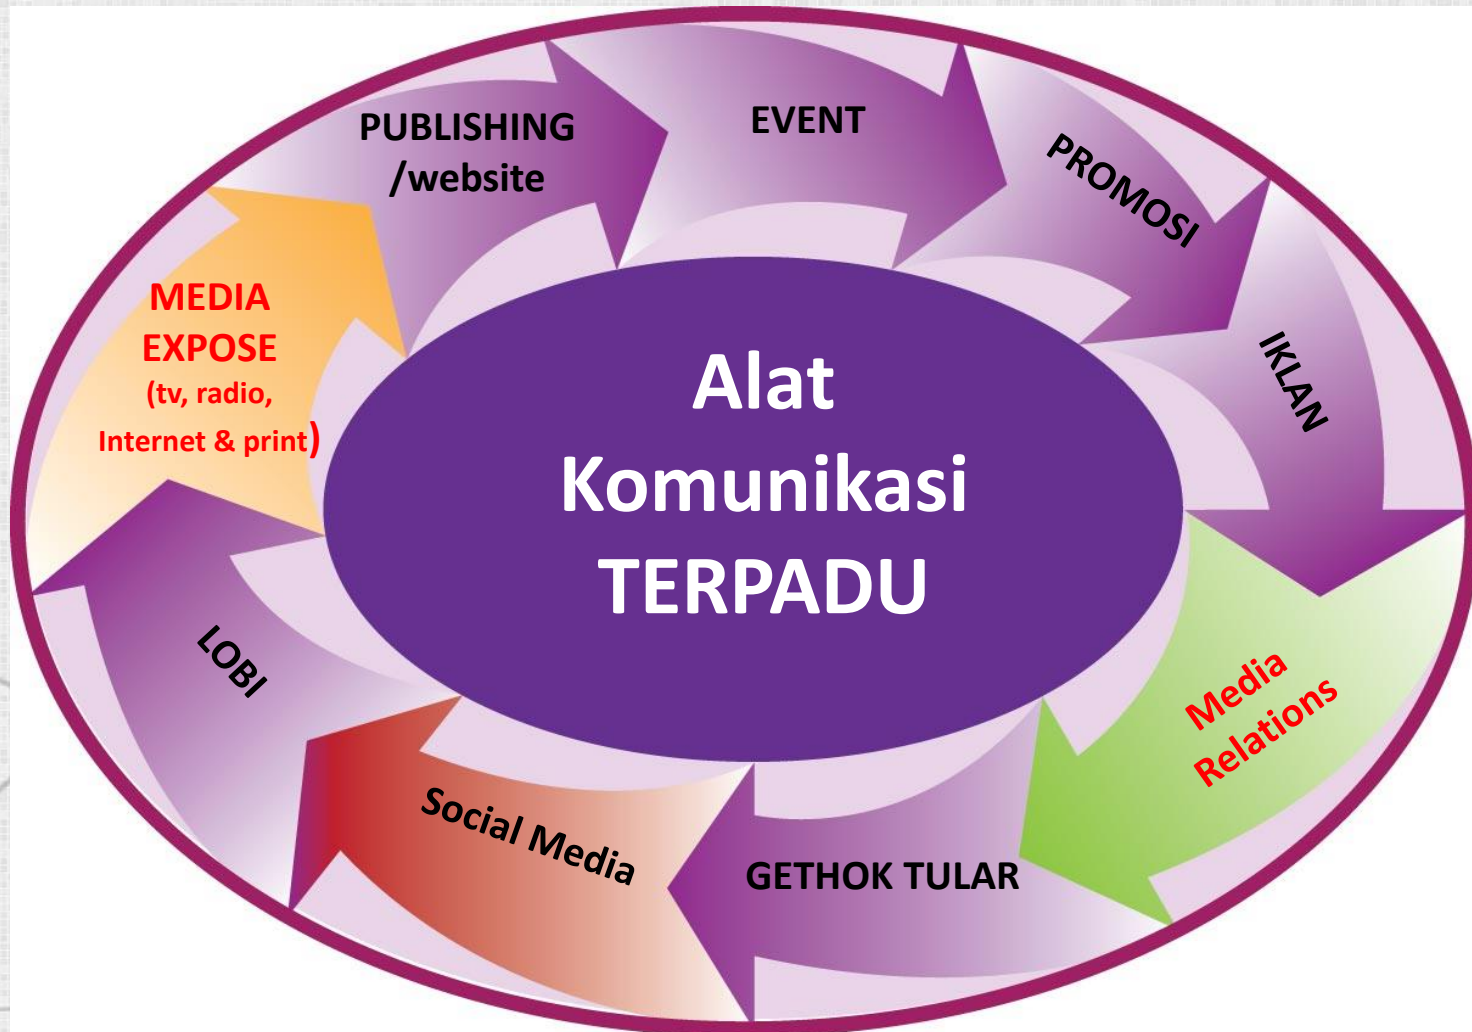 PUBLISHING
/website
EVENT
PROMOSI
IKLAN
Media
Relations
GETHOK TULAR
Social Media
LOBI
MEDIA
EXPOSE
(tv, radio,
Internet & print)
Alat
Komunikasi
TERPADU